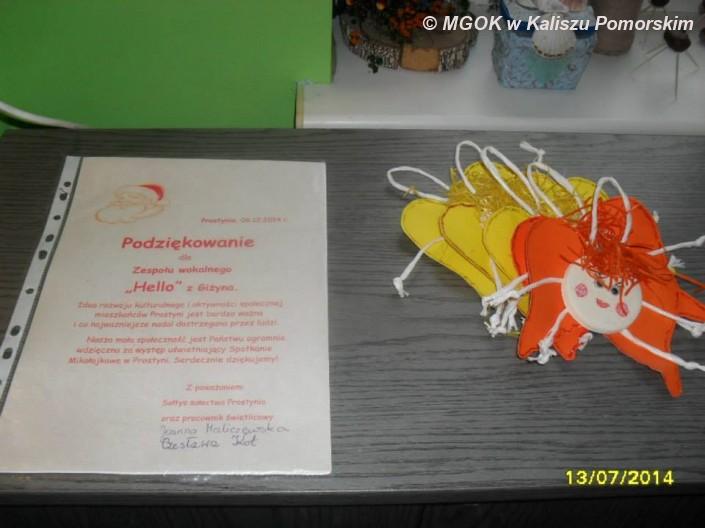 © MGOK w Kaliszu Pomorskim
Prostynia, 06.12.2014 r.
Podziękowanie
dla
Zespołu wokalnego
„Hello” z Giżyna.
Idea rozwoju kulturalnego i aktywności społecznej
mieszkańców Prostyni jest bardzo ważna
i co najważniejsze nadal dostrzegana przez ludzi.
Nasza mała społeczność jest Państwu ogromnie
wdzięczna za występ uświetniający Spotkanie
Mikołajkowe w Prostyni. Serdecznie dziękujemy!
Z poważaniem:
Sołtys sołectwa Prostynia
oraz pracownik świetlicowy
Joanna Maliczewska
Czesława Kot
13/07/2014